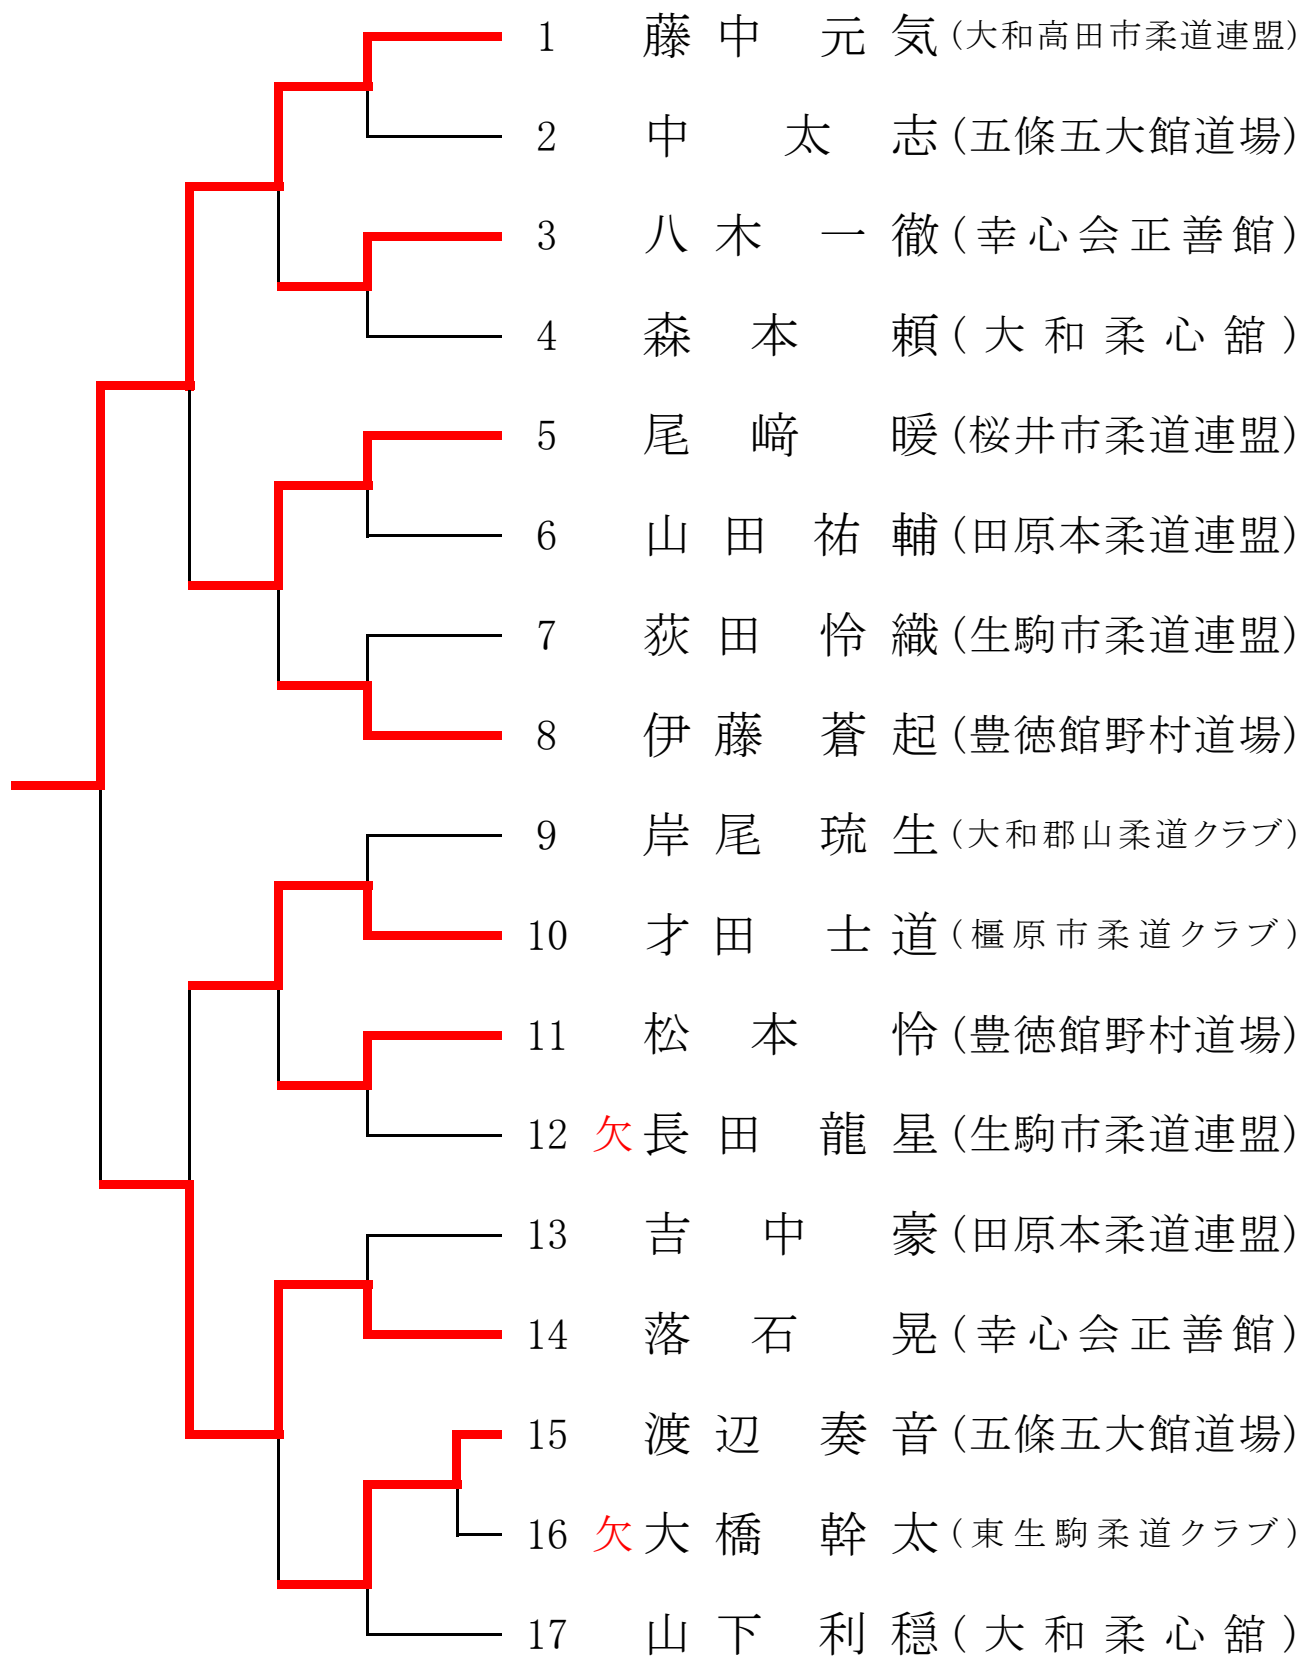 1 藤中 元気 (大和高田市柔道連盟)
2 中 太志 (五條五大館道場)
3 八木 一徹 (幸心会正善館)
4 森本 頼 (大和柔心舘)
5 尾﨑 暖 (桜井市柔道連盟)
6 山田 祐輔 (田原本柔道連盟)
7 荻田 怜織 (生駒市柔道連盟)
8 伊藤 蒼起 (豊徳館野村道場)
9 岸尾 琉生 (大和郡山柔道クラブ)
10 才田 士道 (橿原市柔道クラブ)
11 松本 怜 (豊徳館野村道場)
12 欠 長田 龍星 (生駒市柔道連盟)
13 吉中 豪 (田原本柔道連盟)
14 落石 晃 (幸心会正善館)
15 渡辺 奏音 (五條五大館道場)
16 欠 大橋 幹太 (東生駒柔道クラブ)
17 山下 利穏 (大和柔心舘)